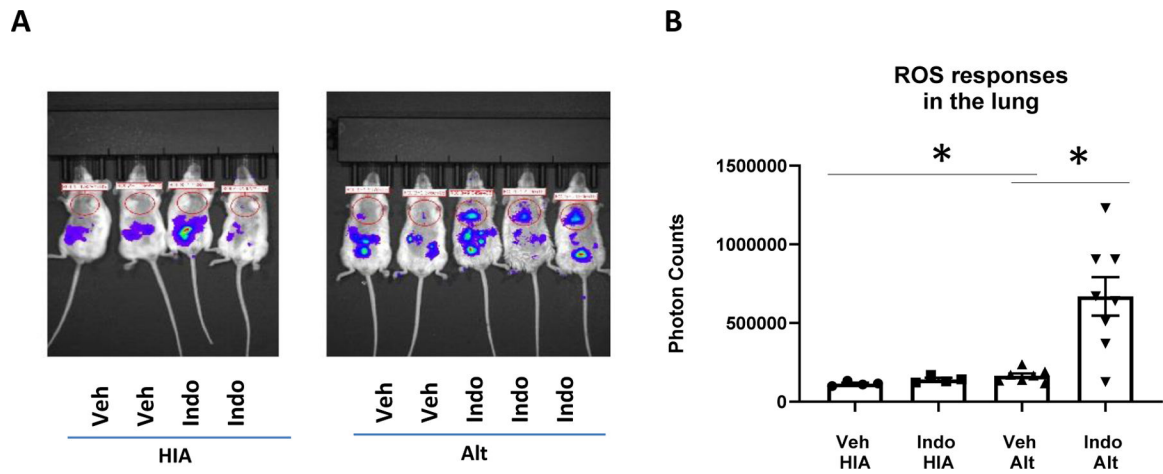 A
B
ROS responses
in the lung
Veh
Veh
Indo
Indo
HIA
Veh
Veh
Indo
Indo
Indo
Alt
Photon Counts
1500000
1000000
500000
0
*
*
Veh
HIA
Indo
HIA
Veh
Alt
Indo
Alt